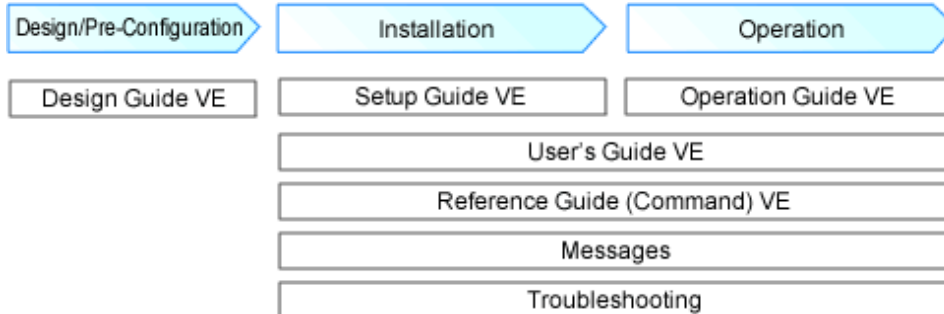 Design/Pre-Configuration
Installation
Operation
Design Guide VE
Setup Guide VE
Operation Guide VE
User's Guide VE
Reference Guide (Command) VE
Messages
Troubleshooting